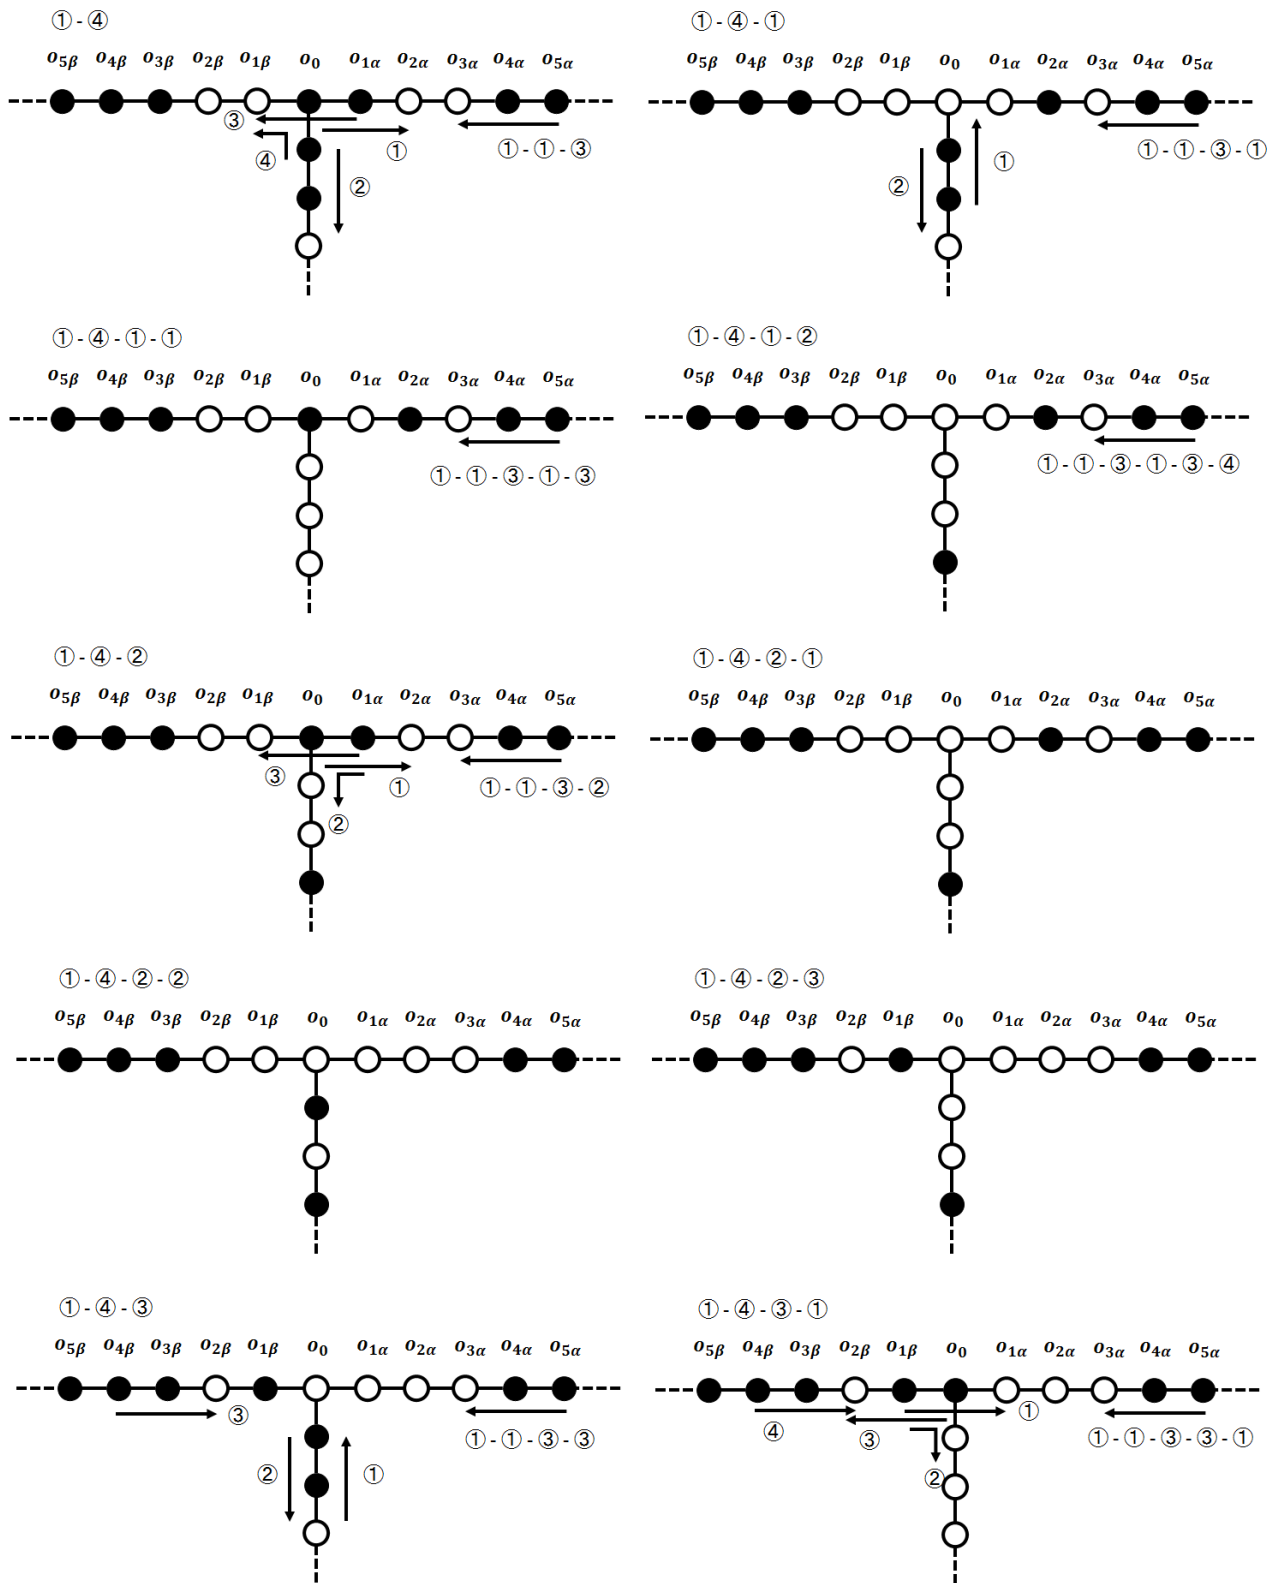 ① - ④
o5β o4β o3β o2β o1β o0 o1α o2α o3α o4α o5α
③
④
①
① - ① - ③
②
① - ④ - ①
o5β o4β o3β o2β o1β o0 o1α o2α o3α o4α o5α
① - ① - ③ - ①
①
②
① - ④ - ① - ①
o5β o4β o3β o2β o1β o0 o1α o2α o3α o4α o5α
① - ① - ③ - ① - ③
① - ④ - ① - ②
o5β o4β o3β o2β o1β o0 o1α o2α o3α o4α o5α
① - ① - ③ - ① - ③ - ④
① - ④ - ②
o5β o4β o3β o2β o1β o0 o1α o2α o3α o4α o5α
③
①
① - ① - ③ - ②
②
① - ④ - ② - ①
o5β o4β o3β o2β o1β o0 o1α o2α o3α o4α o5α
① - ④ - ② - ②
o5β o4β o3β o2β o1β o0 o1α o2α o3α o4α o5α
① - ④ - ② - ③
o5β o4β o3β o2β o1β o0 o1α o2α o3α o4α o5α
① - ④ - ③
o5β o4β o3β o2β o1β o0 o1α o2α o3α o4α o5α
③
① - ① - ③ - ③
②
①
① - ④ - ③ - ①
o5β o4β o3β o2β o1β o0 o1α o2α o3α o4α o5α
①
④
③
① - ① - ③ - ③ - ①
②